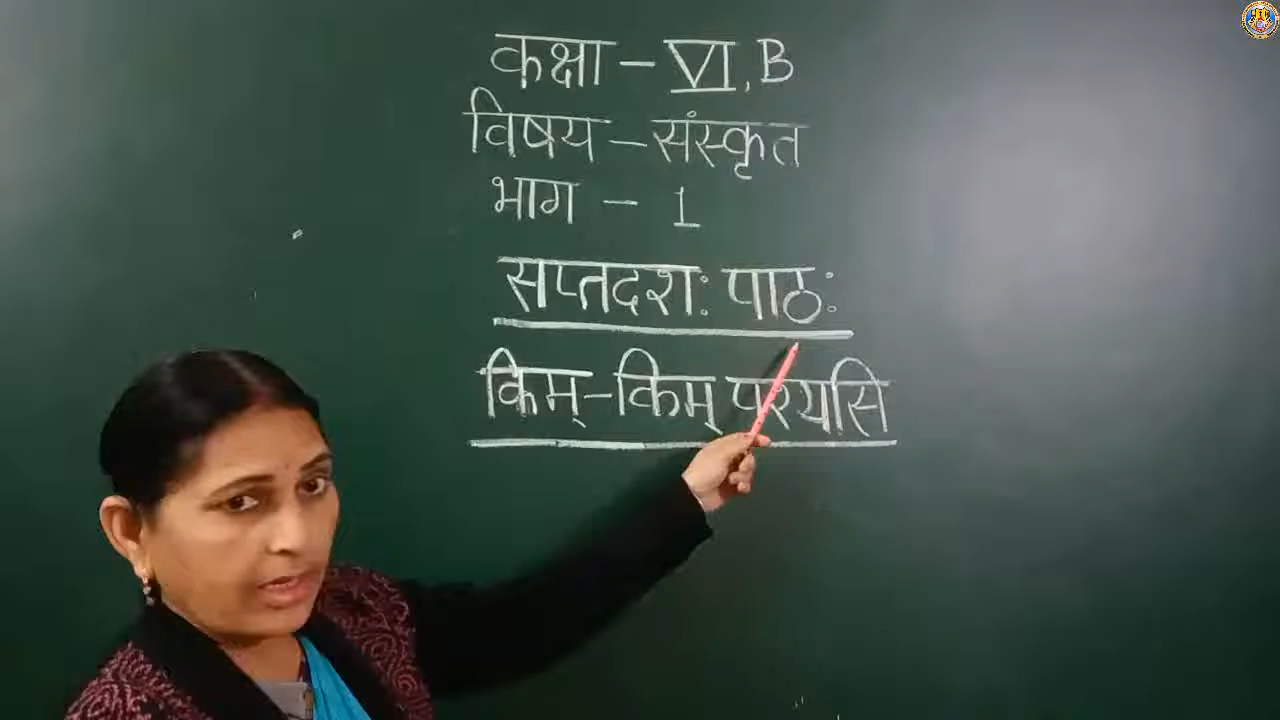 कक्षा – VI, B
विषय – संस्कृत
भाग – 1
सप्तदशः पाठः
किम्-किम् पश्यसि